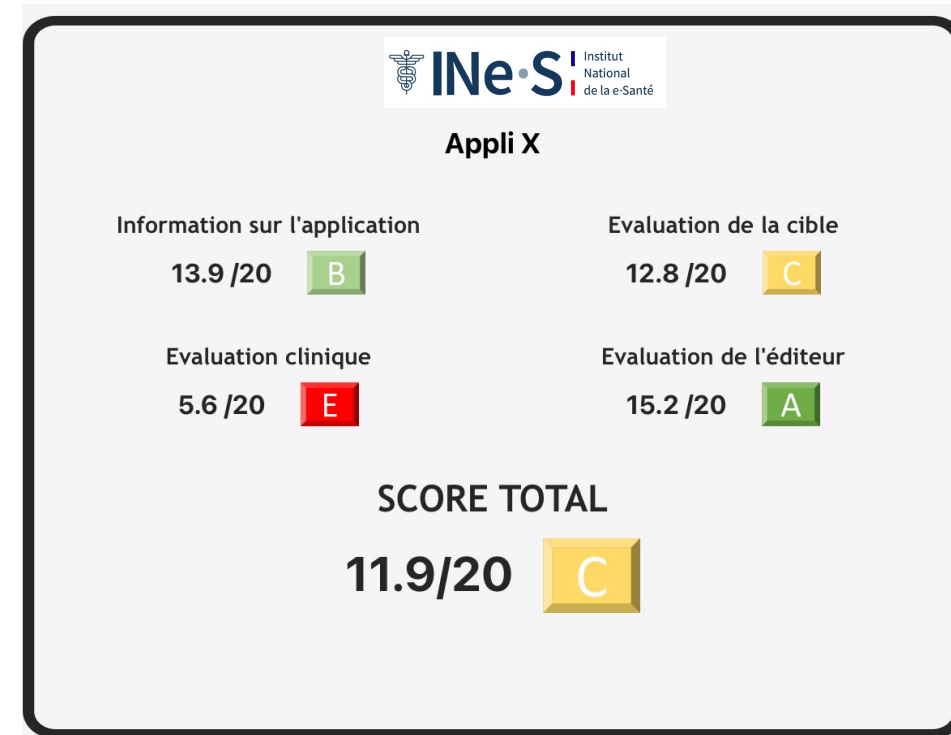 INe·S
Institut
National
de la e-Santé
Appli X
Information sur l'application
13.9 /20 B
Evaluation de la cible
12.8 /20 C
Evaluation clinique
5.6 /20 E
Evaluation de l'éditeur
15.2 /20 A
SCORE TOTAL
11.9/20 C